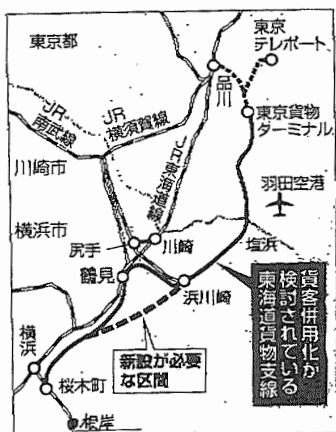 東京都
東京
テレポート
品川
東京貨物
ターミナル
JR
南武線
JR
横須賀線
JR東海道線
川崎市
羽田空港
横浜市
尻手
川崎
塩浜
鶴見
浜川崎
貨客併用化が
検討されている
東海道貨物支線
横浜
新設が必要
な区間
桜木町
根岸